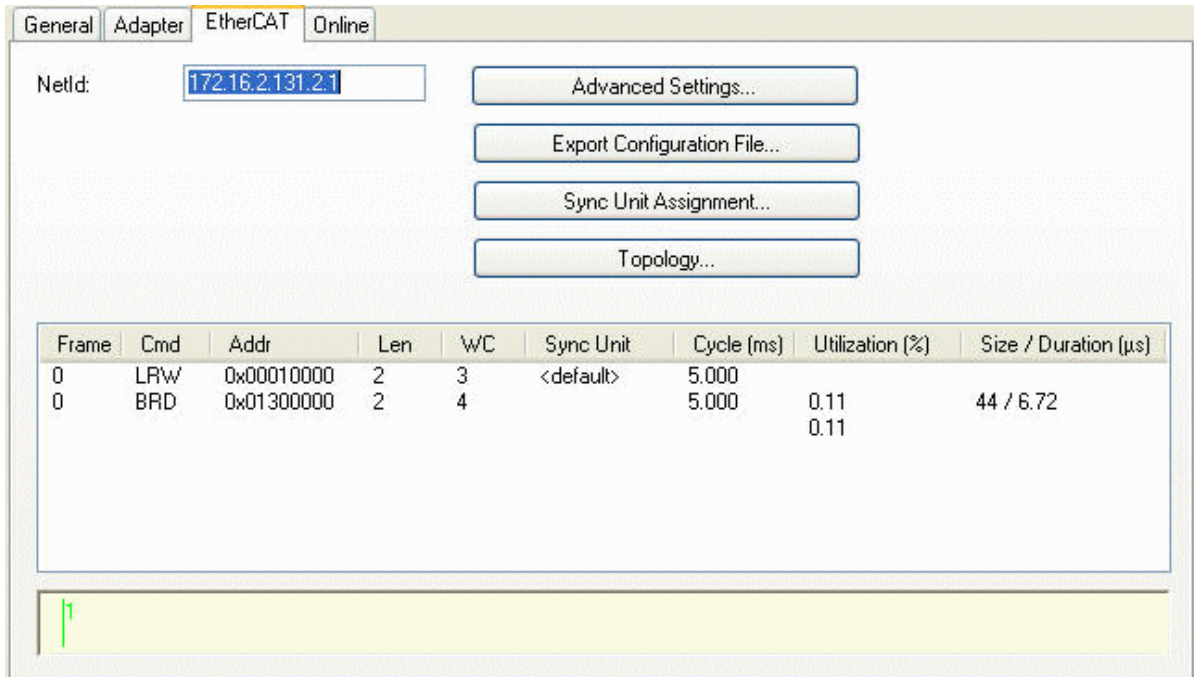 General Adapter EtherCAT Online
NetId: 172.16.2.131.2.1
Advanced Settings...
Export Configuration File...
Sync Unit Assignment...
Topology...
Frame Cmd Addr Len WC Sync Unit Cycle (ms) Utilization (%) Size / Duration (µs)
0 LRW 0x00010000 2 3 <default> 5.000
0 BRD 0x01300000 2 4 5.000 0.11 44 / 6.72
0.11
1